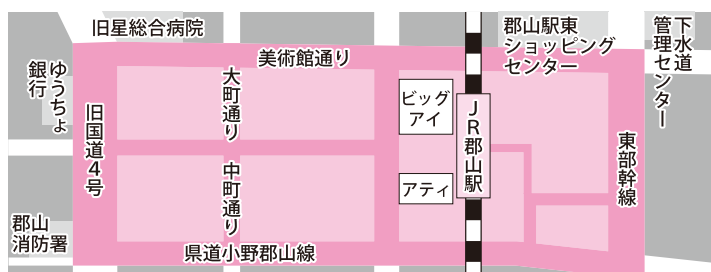 旧星総合病院
郡山駅東
ショッピング
センター
下水道
管理センター
美術館通り
ゆうちょ
銀行
大町通り
ビッグ
アイ
JR郡山駅
旧国道4号
東部幹線
中町通り
アティ
郡山
消防署
県道小野郡山線